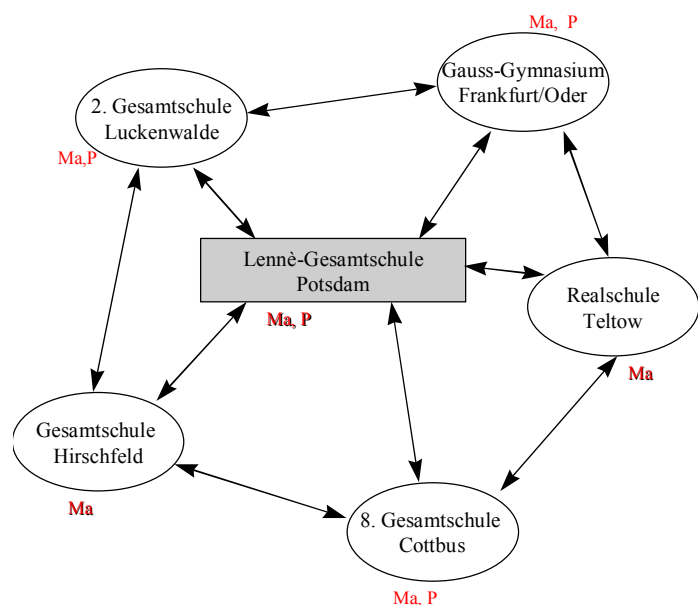 Ma, P
Gauss-Gymnasium
Frankfurt/Oder
2. Gesamtschule
Luckenwalde
Ma,P
Lennè-Gesamtschule
Potsdam
Ma, P
Realschule
Teltow
Ma
Gesamtschule
Hirschfeld
Ma
8. Gesamtschule
Cottbus
Ma, P